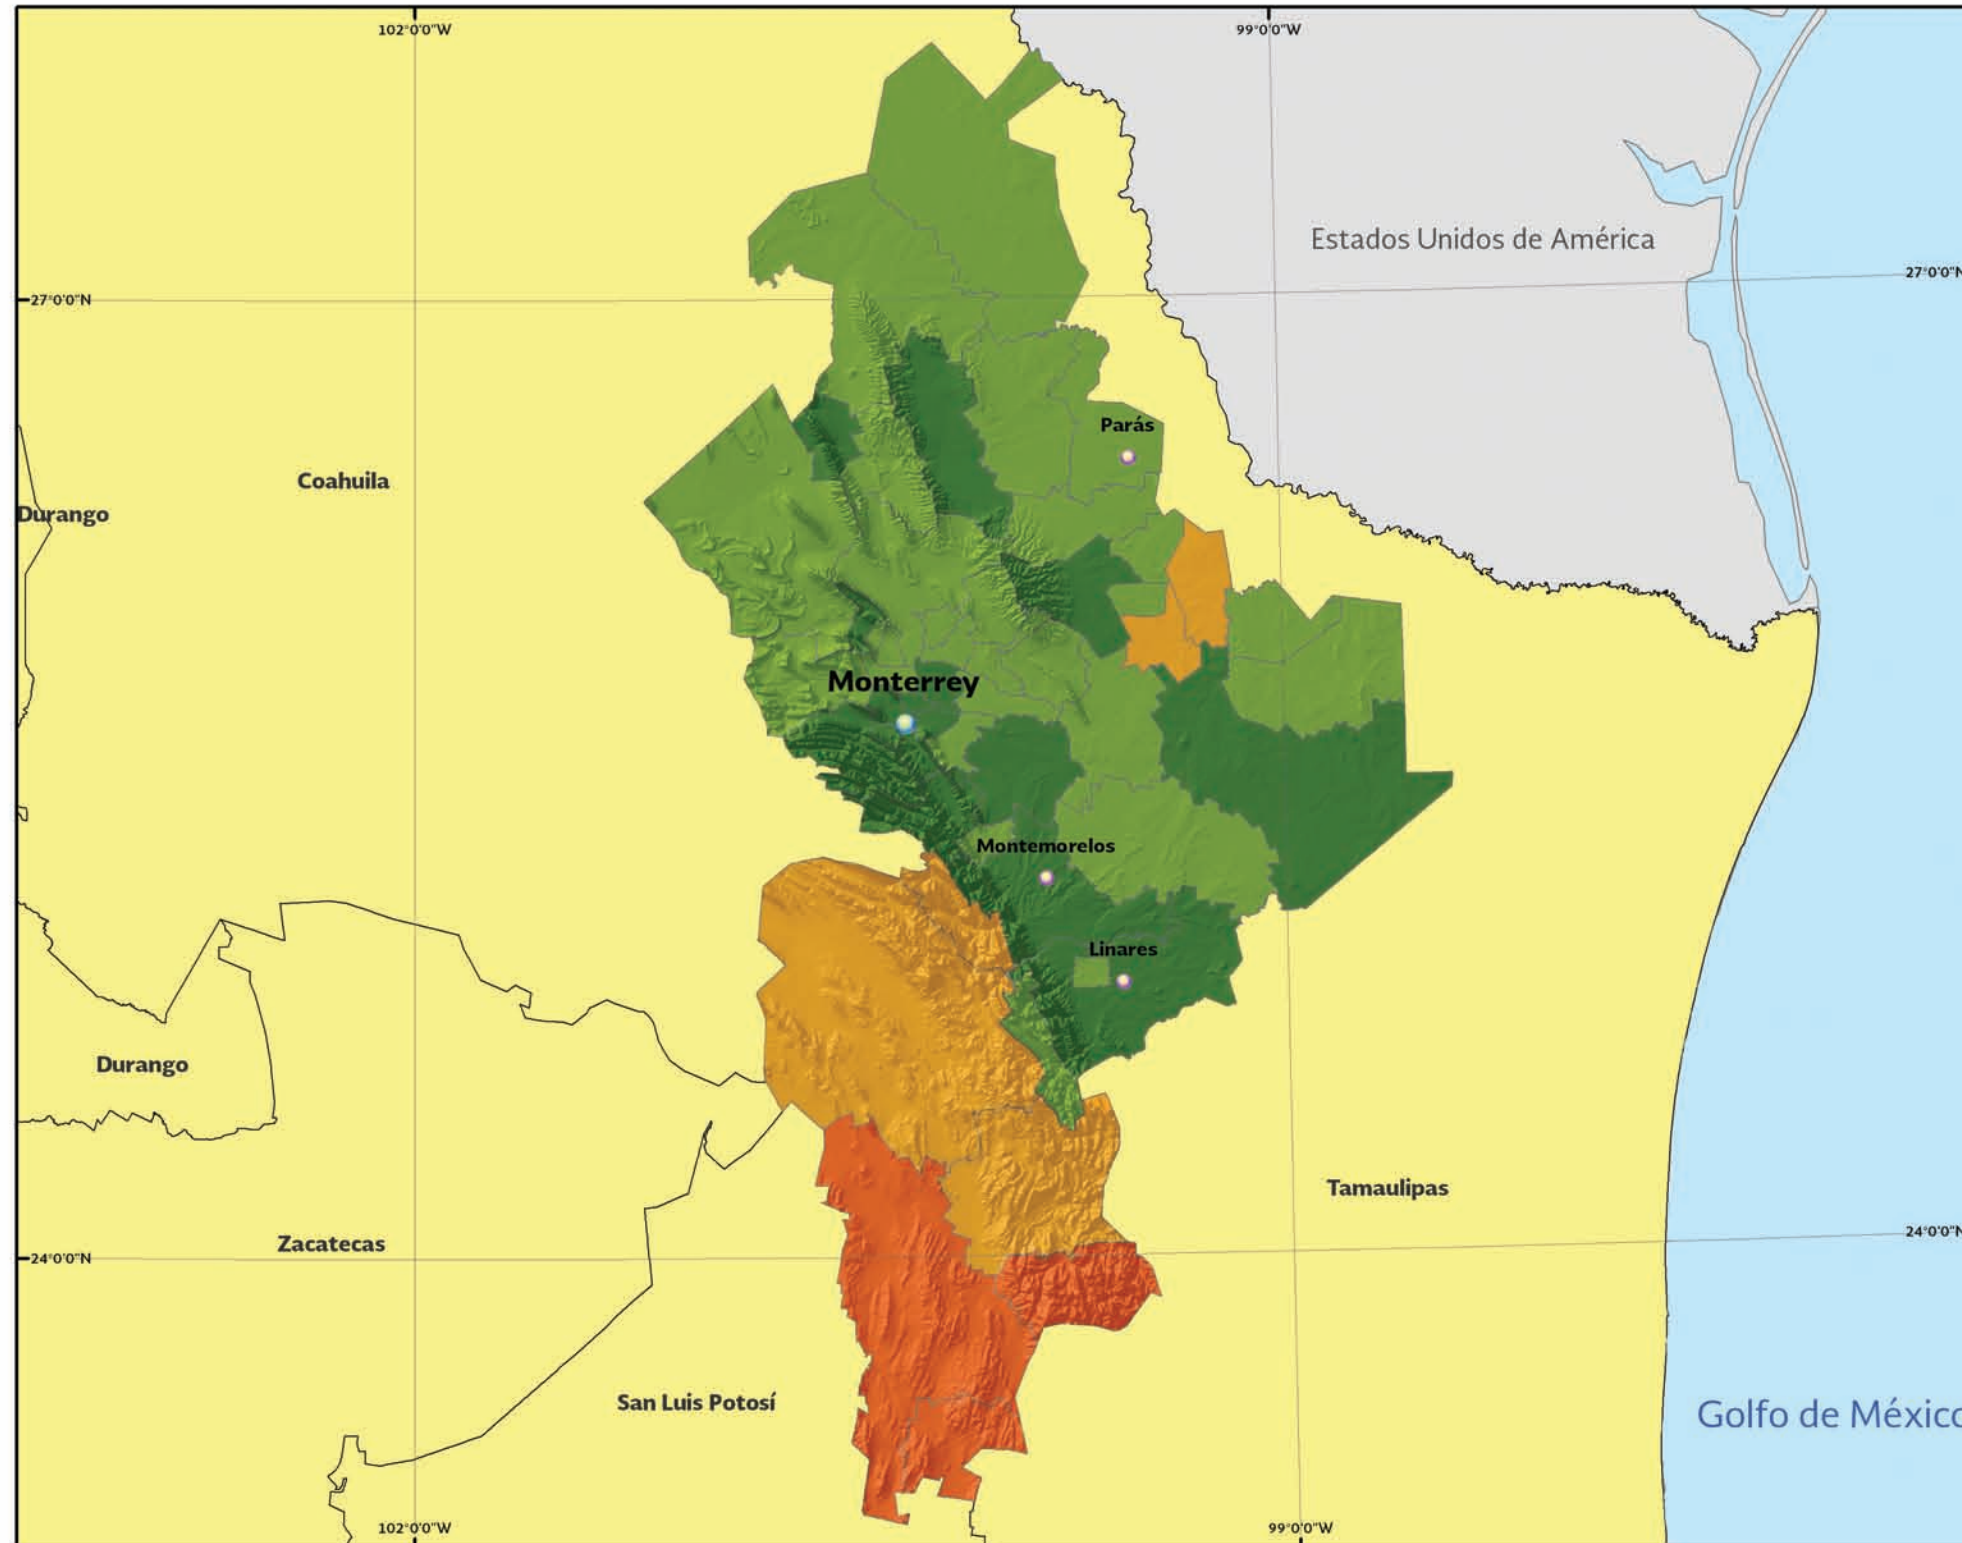 102°0'0"W
99°0'0"W
Estados Unidos de América
27°0'0"N
27°0'0"N
Parás
Coahuila
Durango
Monterrey
Montemorelos
Linares
Durango
Tamaulipas
24°0'0"N
24°0'0"N
Zacatecas
San Luis Potosí
Golfo de México
102°0'0"W
99°0'0"W